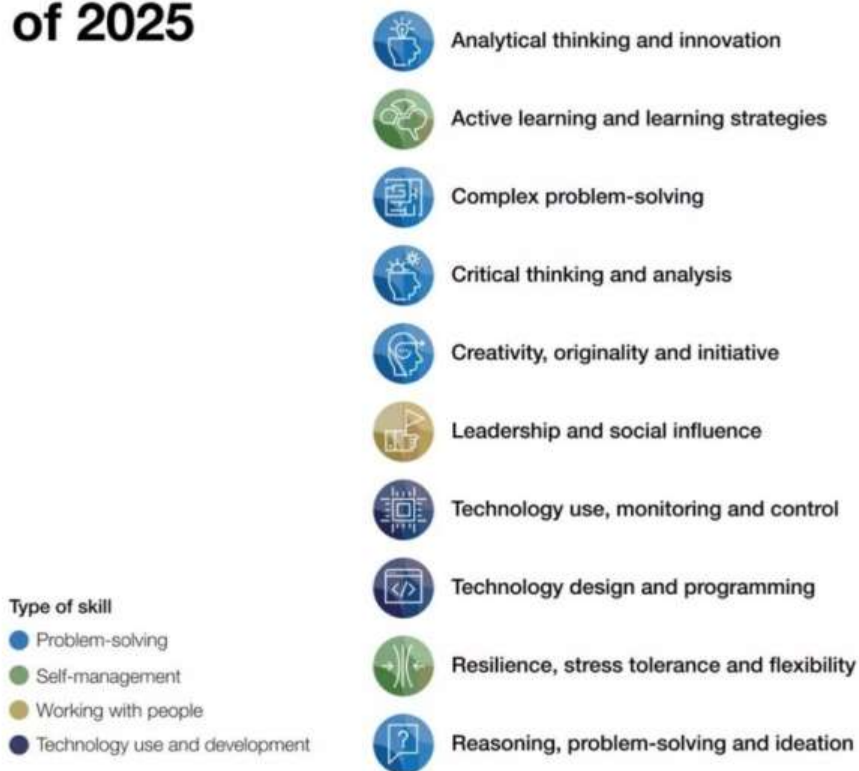 of 2025
Analytical thinking and innovation
Active learning and learning strategies
Complex problem-solving
Critical thinking and analysis
Creativity, originality and initiative
Leadership and social influence
Technology use, monitoring and control
Technology design and programming
Resilience, stress tolerance and flexibility
Reasoning, problem-solving and ideation
Type of skill
Problem-solving
Self-management
Working with people
Technology use and development